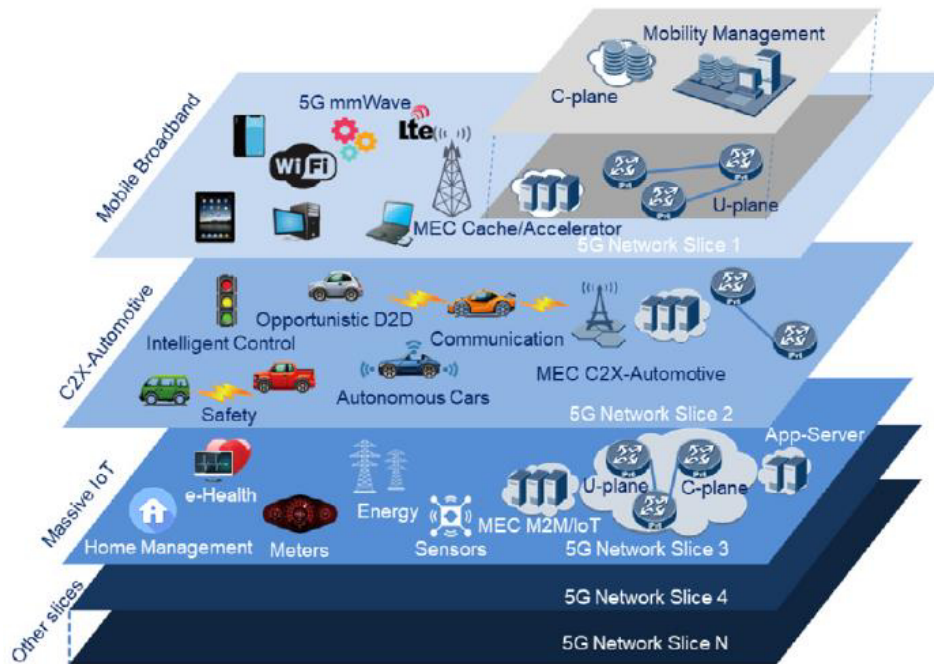 Mobility Management
C-plane
Mobile Broadband
5G mmWave
Lte
WiFi
U-plane
MEC Cache/Accelerator
5G Network Slice 1
C2X-Automotive
Opportunistic D2D
Intelligent Control
Communication
MEC C2X-Automotive
Autonomous Cars
Safety
5G Network Slice 2
Massive IoT
App-Server
e-Health
U-plane
C-plane
Energy
MEC M2M/IoT
Home Management
Meters
Sensors
5G Network Slice 3
Other slices
5G Network Slice 4
5G Network Slice N